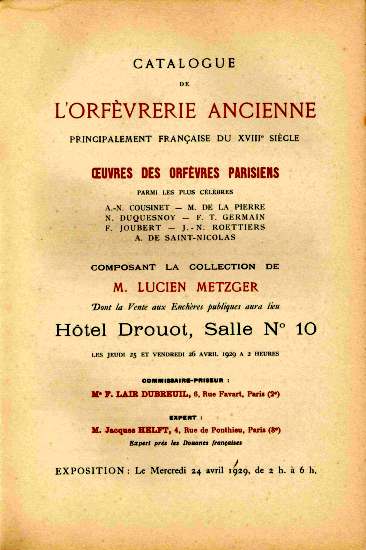 CATALOGUE
DE
L'ORFÈVRERIE ANCIENNE
PRINCIPALEMENT FRANÇAISE DU XVIIIe SIÈCLE
ŒUVRES DES ORFÈVRES PARISIENS
PARMI LES PLUS CÉLÈBRES
A.-N. COUSINET — M. DE LA PIERRE
N. DUQUESNOY — F. T. GERMAIN
F. JOUBERT — J.-N. ROETTIERS
A. DE SAINT-NICOLAS
COMPOSANT LA COLLECTION DE
M. LUCIEN METZGER
Dont la Vente aux Enchères publiques aura lieu
Hôtel Drouot, Salle No 10
LES JEUDI 25 ET VENDREDI 26 AVRIL 1929 A 2 HEURES
COMMISSAIRE-PRISEUR :
Me F. LAIR DUBREUIL, 6, Rue Favart, Paris (2e)
EXPERT :
M. Jacques HELFT, 4, Rue de Ponthieu, Paris (8e)
Expert près les Douanes françaises
EXPOSITION : Le Mercredi 24 avril 1929, de 2 h. à 6 h.